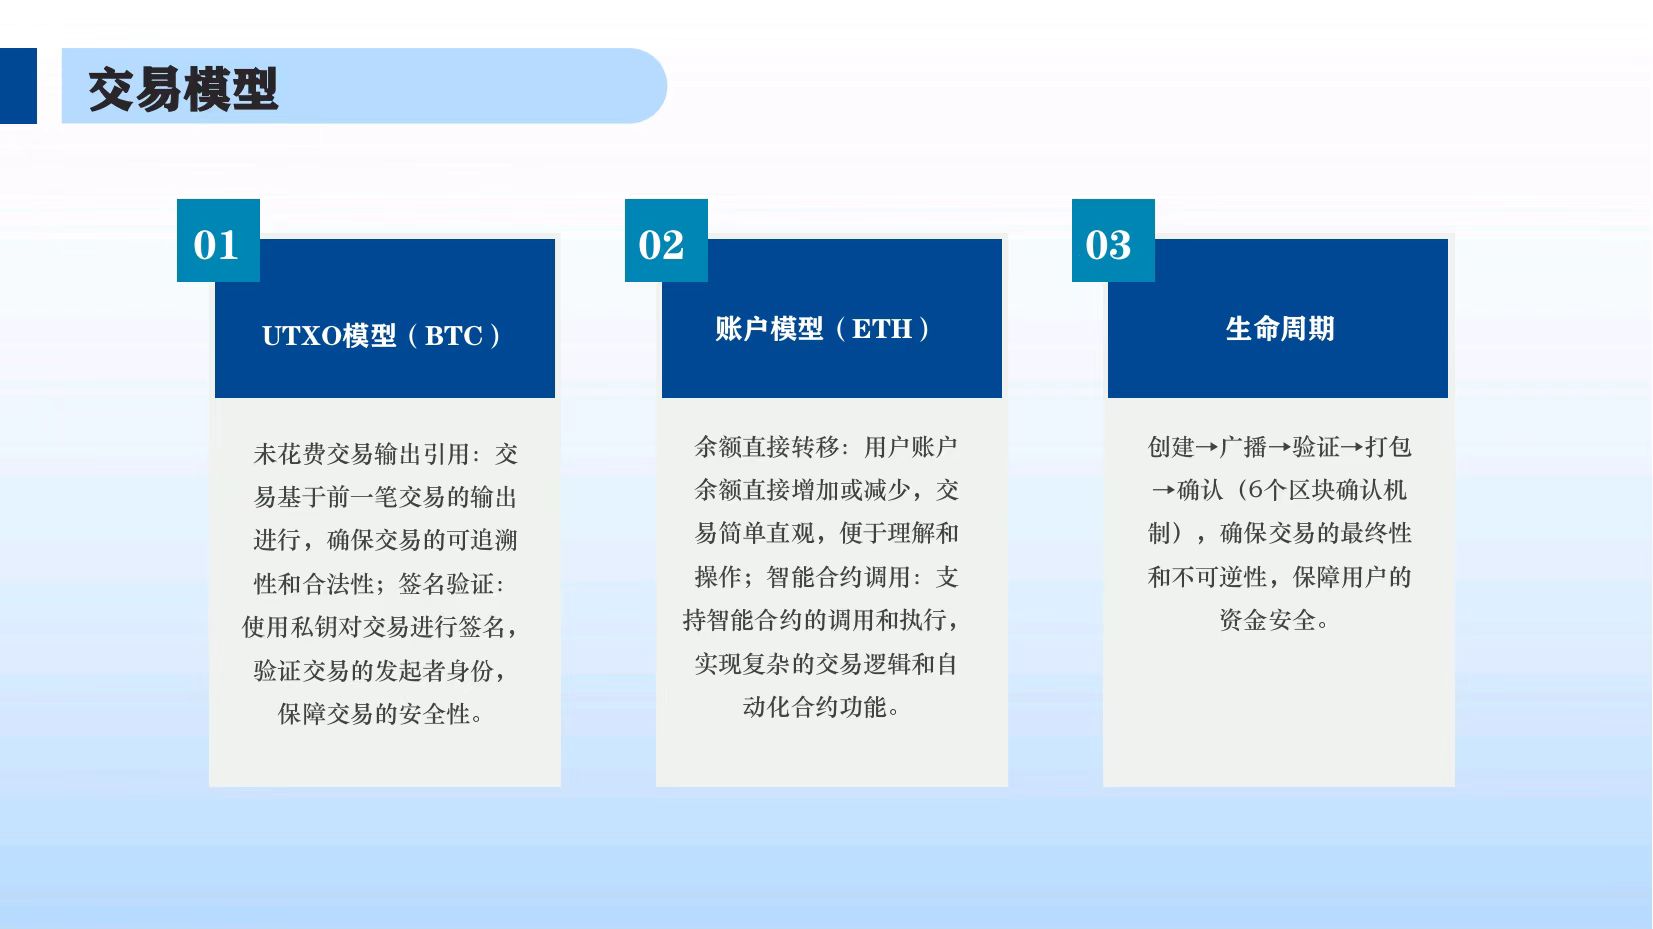 交易模型
01
UTXO模型（BTC）
未花费交易输出引用：交
易基于前一笔交易的输出
进行，确保交易的可追溯
性和合法性；签名验证：
使用私钥对交易进行签名，
验证交易的发起者身份，
保障交易的安全性。
02
账户模型（ETH）
余额直接转移：用户账户
余额直接增加或减少，交
易简单直观，便于理解和
操作；智能合约调用：支
持智能合约的调用和执行，
实现复杂的交易逻辑和自
动化合约功能。
03
生命周期
创建→广播→验证→打包
→确认（6个区块确认机
制），确保交易的最终性
和不可逆性，保障用户的
资金安全。